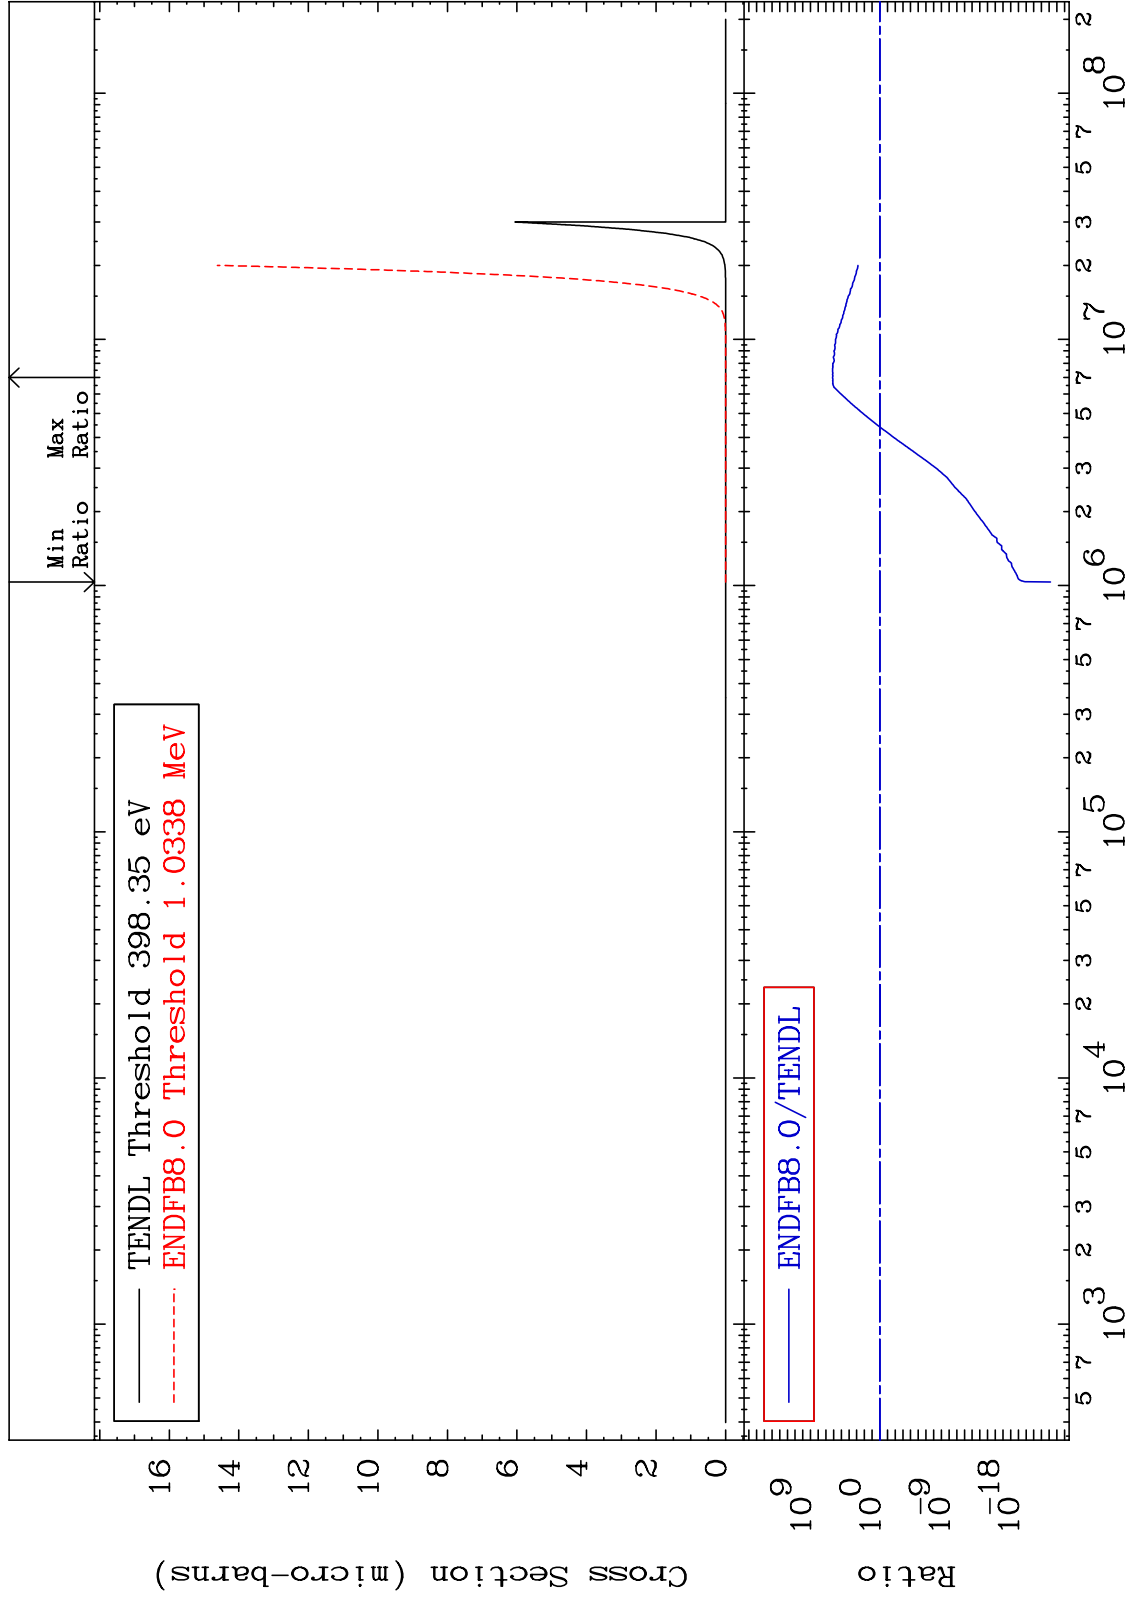 Min
Ratio
Max
Ratio
TENDL Threshold 398.35 eV
ENDFB8.0 Threshold 1.0338 MeV
16
14
12
10
8
6
4
2
0
Cross Section (micro-barns)
ENDFB8.0/TENDL
10^9
10^0
10^-9
10^-18
Ratio
5 7 10^3 2 3 5 7 10^4 2 3 5 7 10^5 2 3 5 7 10^6 2 3 5 7 10^7 2 3 5 7 10^8 2